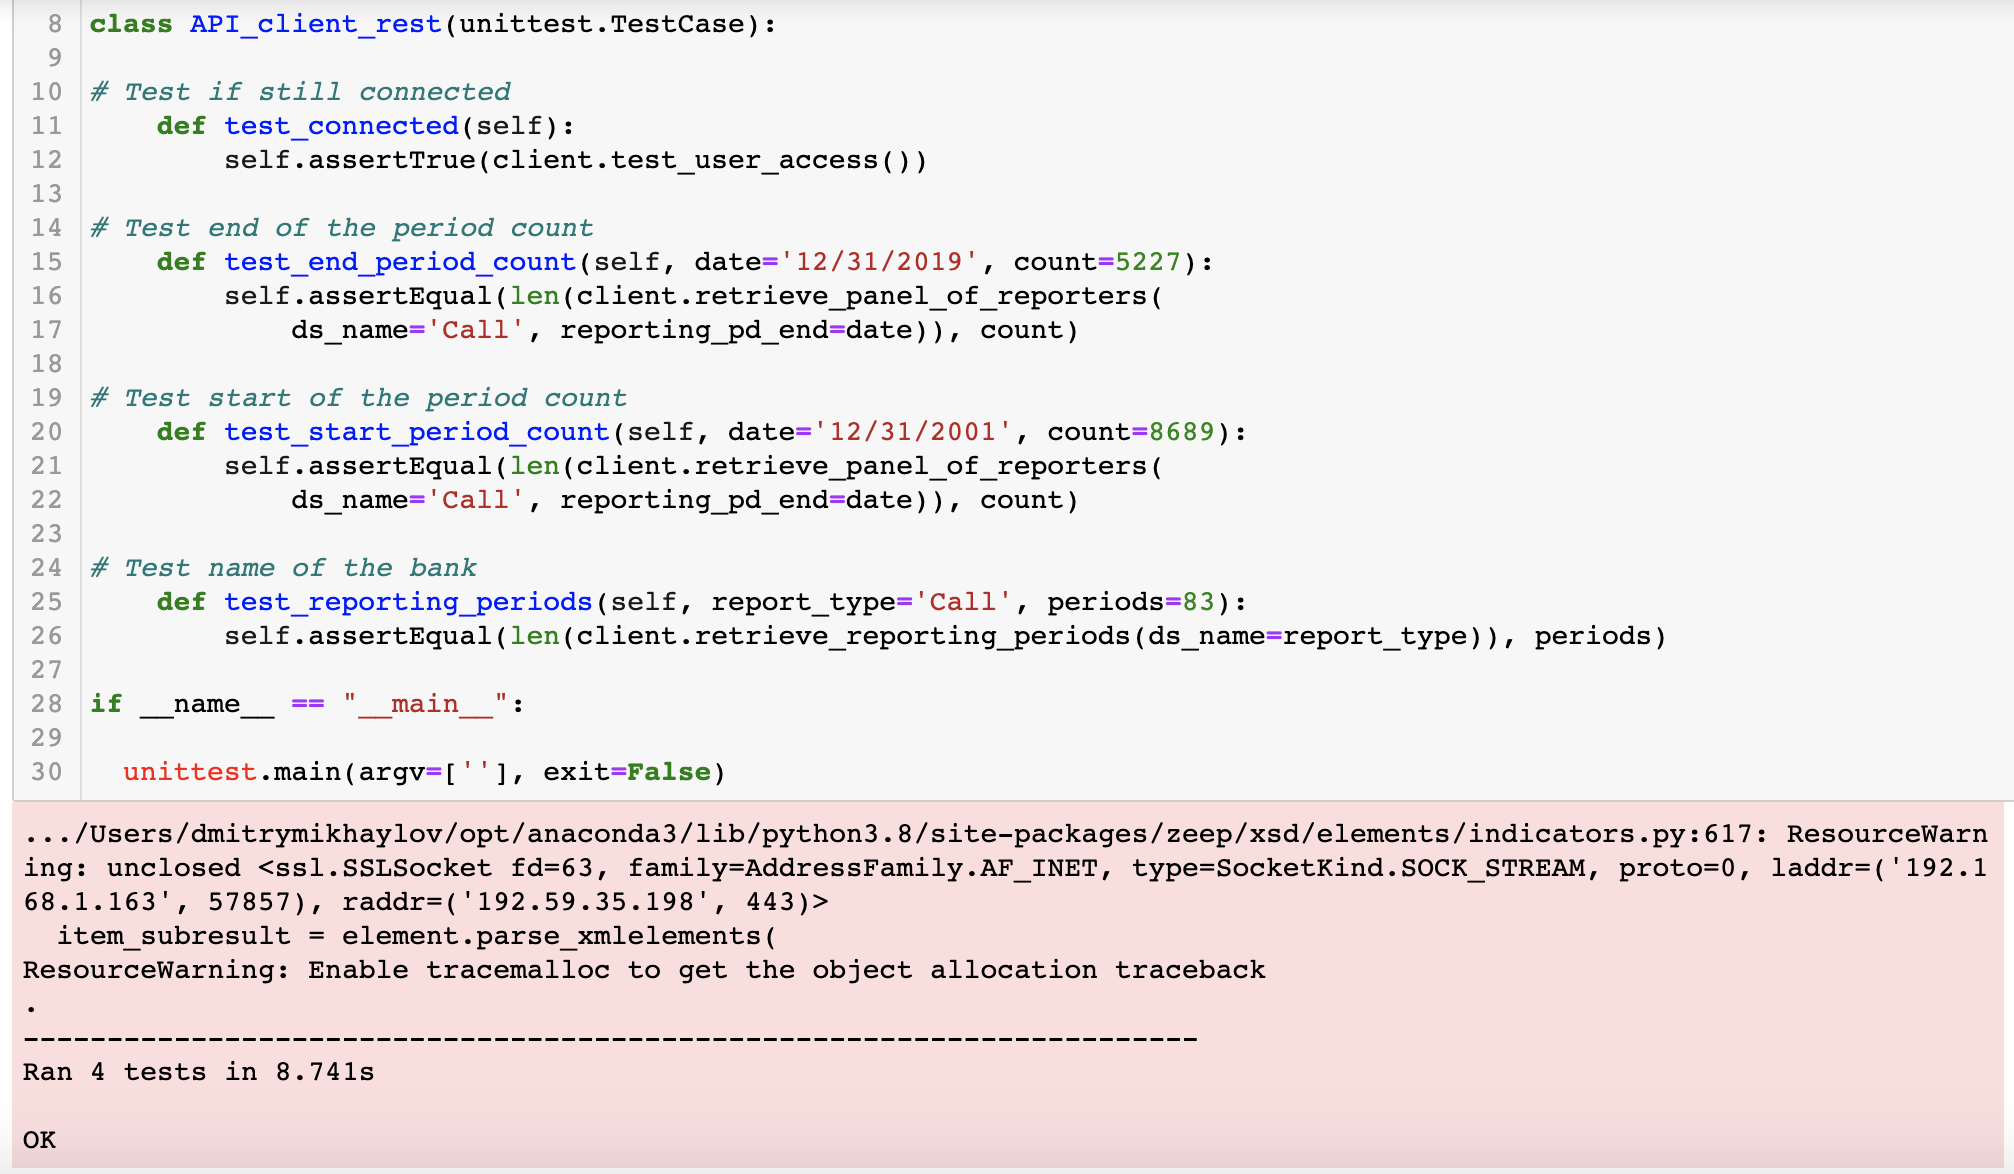 8 class API_client_rest(unittest.TestCase):
9
10 # Test if still connected
11     def test_connected(self):
12         self.assertTrue(client.test_user_access())
13
14 # Test end of the period count
15     def test_end_period_count(self, date='12/31/2019', count=5227):
16         self.assertEqual(len(client.retrieve_panel_of_reporters(
17             ds_name='Call', reporting_pd_end=date)), count)
18
19 # Test start of the period count
20     def test_start_period_count(self, date='12/31/2001', count=8689):
21         self.assertEqual(len(client.retrieve_panel_of_reporters(
22             ds_name='Call', reporting_pd_end=date)), count)
23
24 # Test name of the bank
25     def test_reporting_periods(self, report_type='Call', periods=83):
26         self.assertEqual(len(client.retrieve_reporting_periods(ds_name=report_type)), periods)
27
28 if __name__ == "__main__":
29
30   unittest.main(argv=[''], exit=False)
.../Users/dmitrymikhaylov/opt/anaconda3/lib/python3.8/site-packages/zeep/xsd/elements/indicators.py:617: ResourceWarn
ing: unclosed <ssl.SSLSocket fd=63, family=AddressFamily.AF_INET, type=SocketKind.SOCK_STREAM, proto=0, laddr=('192.1
68.1.163', 57857), raddr=('192.59.35.198', 443)>
  item_subresult = element.parse_xmlelements(
ResourceWarning: Enable tracemalloc to get the object allocation traceback
.
----------------------------------------------------------------------
Ran 4 tests in 8.741s

OK